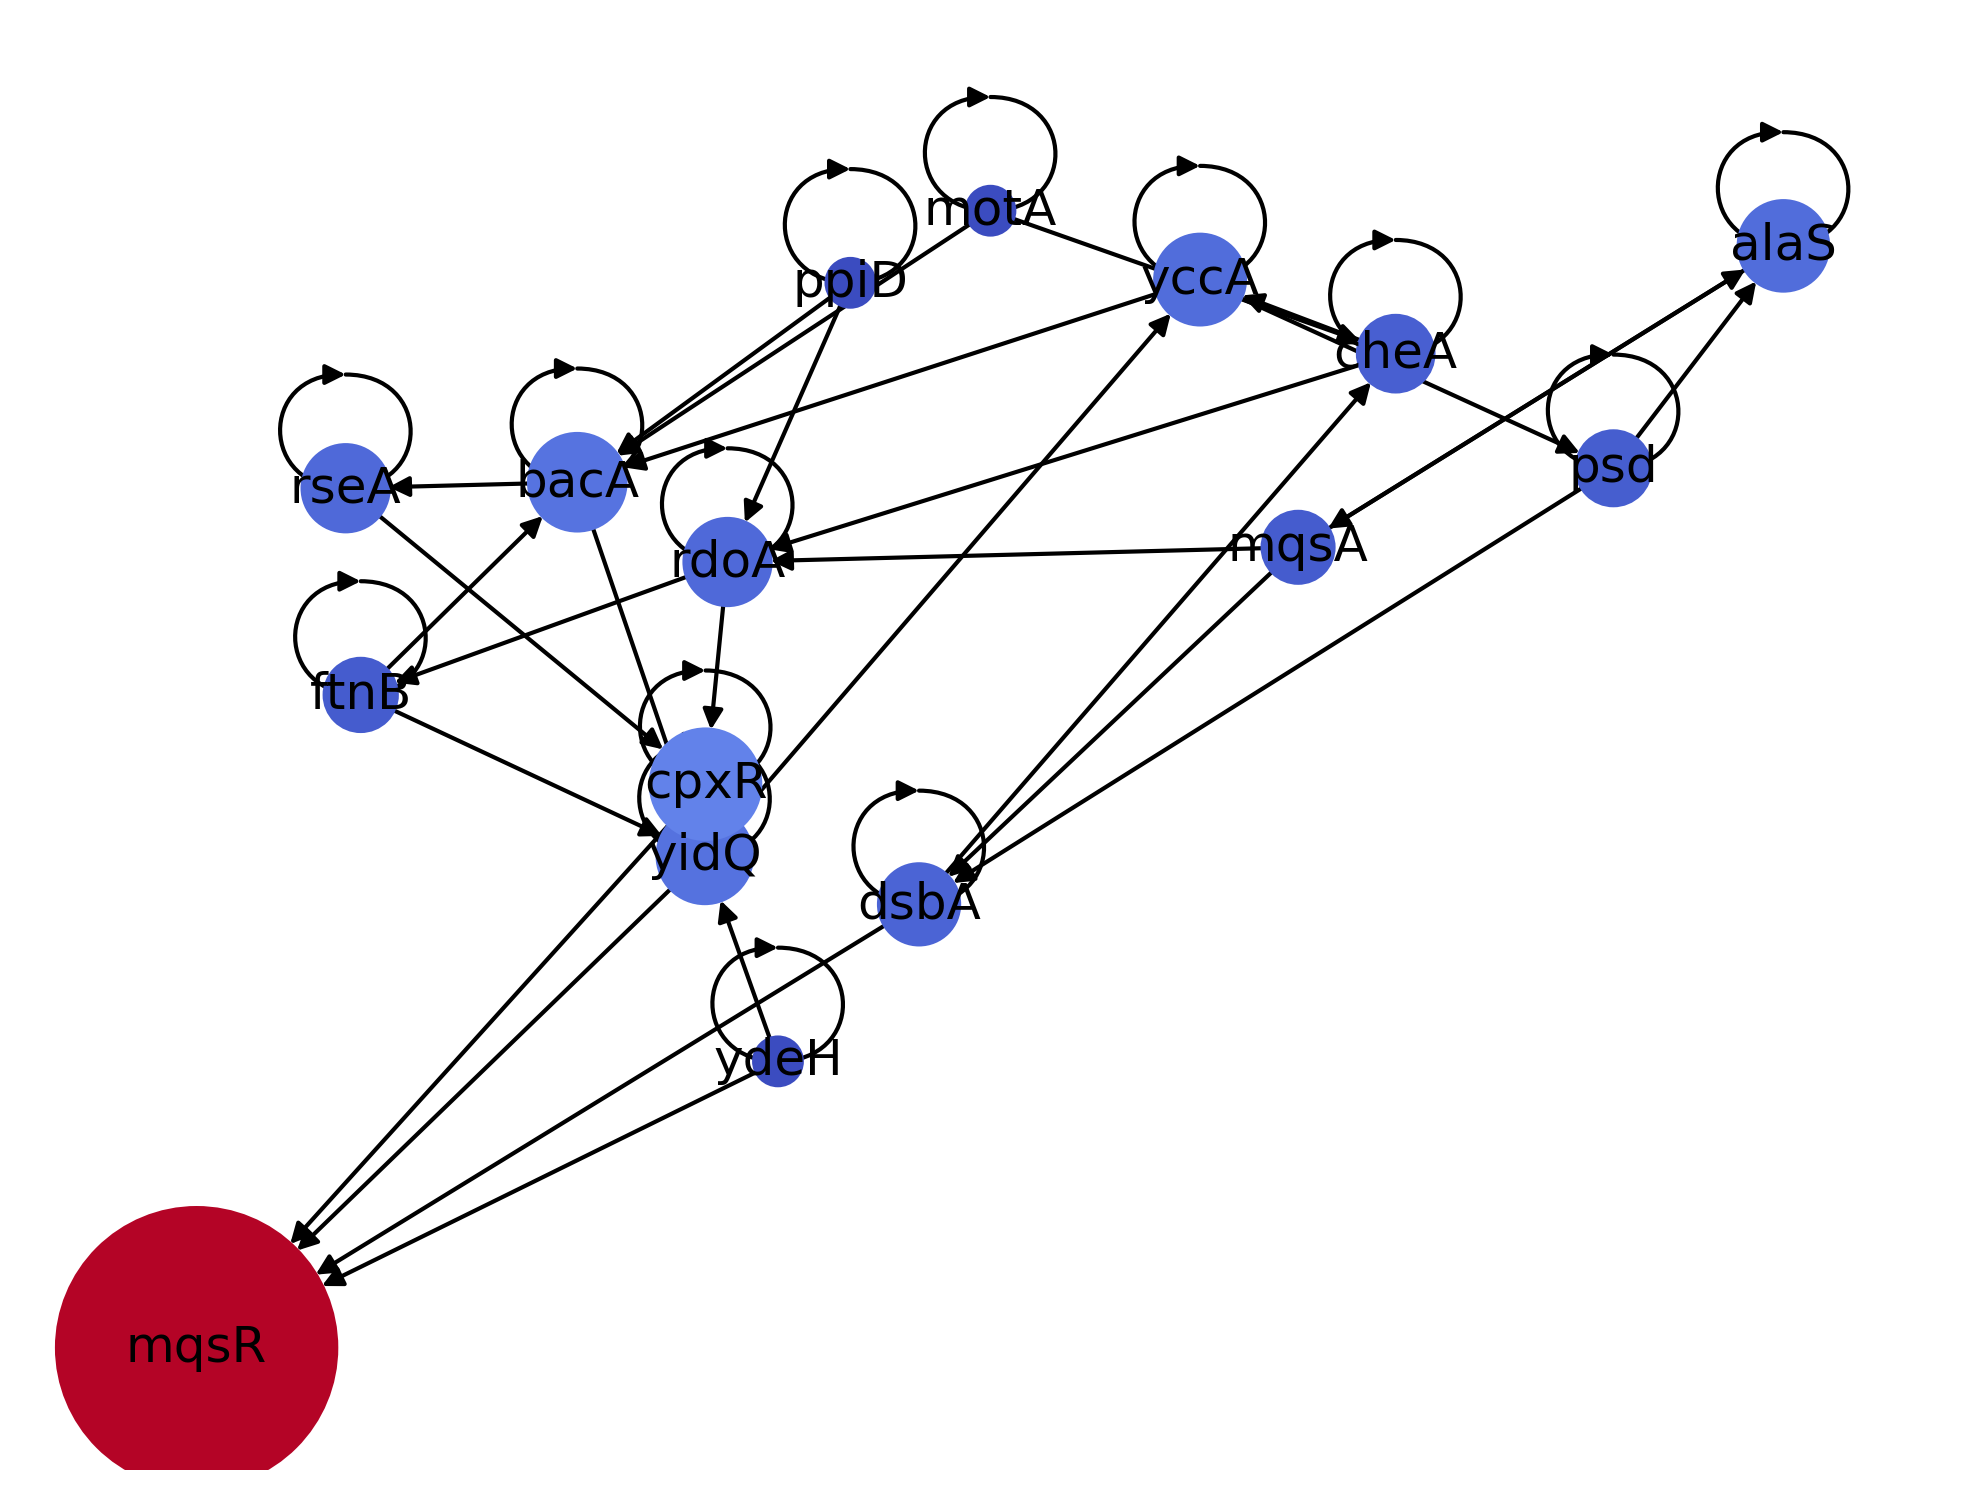 motA
alaS
yccA
ppiD
cheA
psd
rseA
bacA
mqsA
rdoA
ftnB
cpxR
yidQ
dsbA
ydeH
mqsR